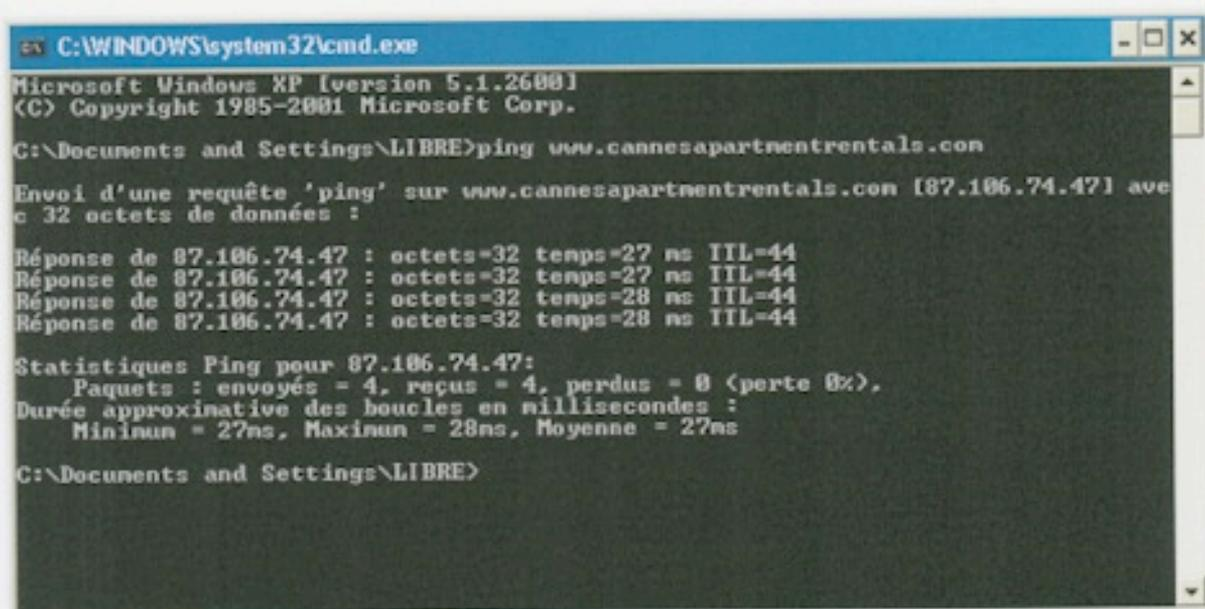 C:\WINDOWS\system32\cmd.exe
Microsoft Windows XP [version 5.1.2600]
(C) Copyright 1985-2001 Microsoft Corp.
C:\Documents and Settings\LIBRE>ping www.cannesapartmentrentals.com
Envoi d'une requête 'ping' sur www.cannesapartmentrentals.com [87.106.74.47] ave
c 32 octets de données :
Réponse de 87.106.74.47 : octets=32 temps=27 ms TTL=44
Réponse de 87.106.74.47 : octets=32 temps=27 ms TTL=44
Réponse de 87.106.74.47 : octets=32 temps=28 ms TTL=44
Réponse de 87.106.74.47 : octets=32 temps=28 ms TTL=44
Statistiques Ping pour 87.106.74.47:
Paquets : envoyés = 4, reçus = 4, perdus = 0 (perte 0%),
Durée approximative des boucles en millisecondes :
Minimum = 27ms, Maximum = 28ms, Moyenne = 27ms
C:\Documents and Settings\LIBRE>